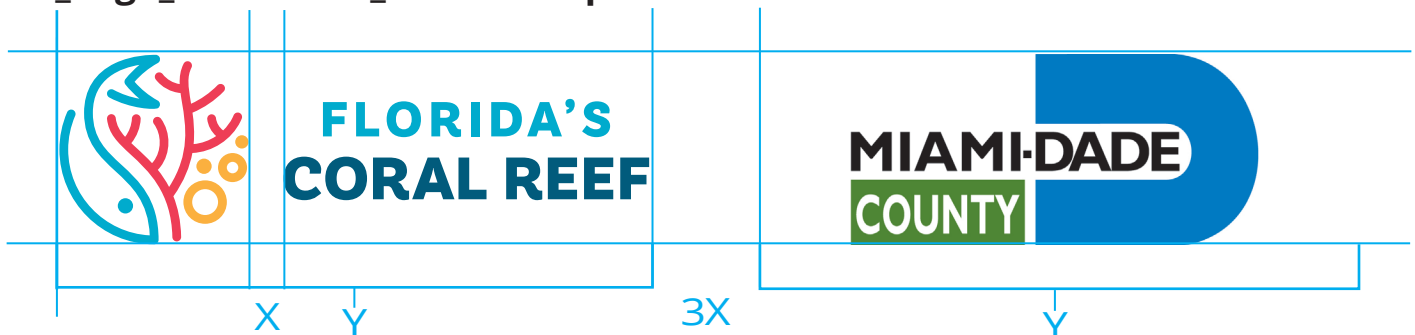 FLORIDA'S
CORAL REEF
MIAMI-DADE
COUNTY
X
Y
3X
Y